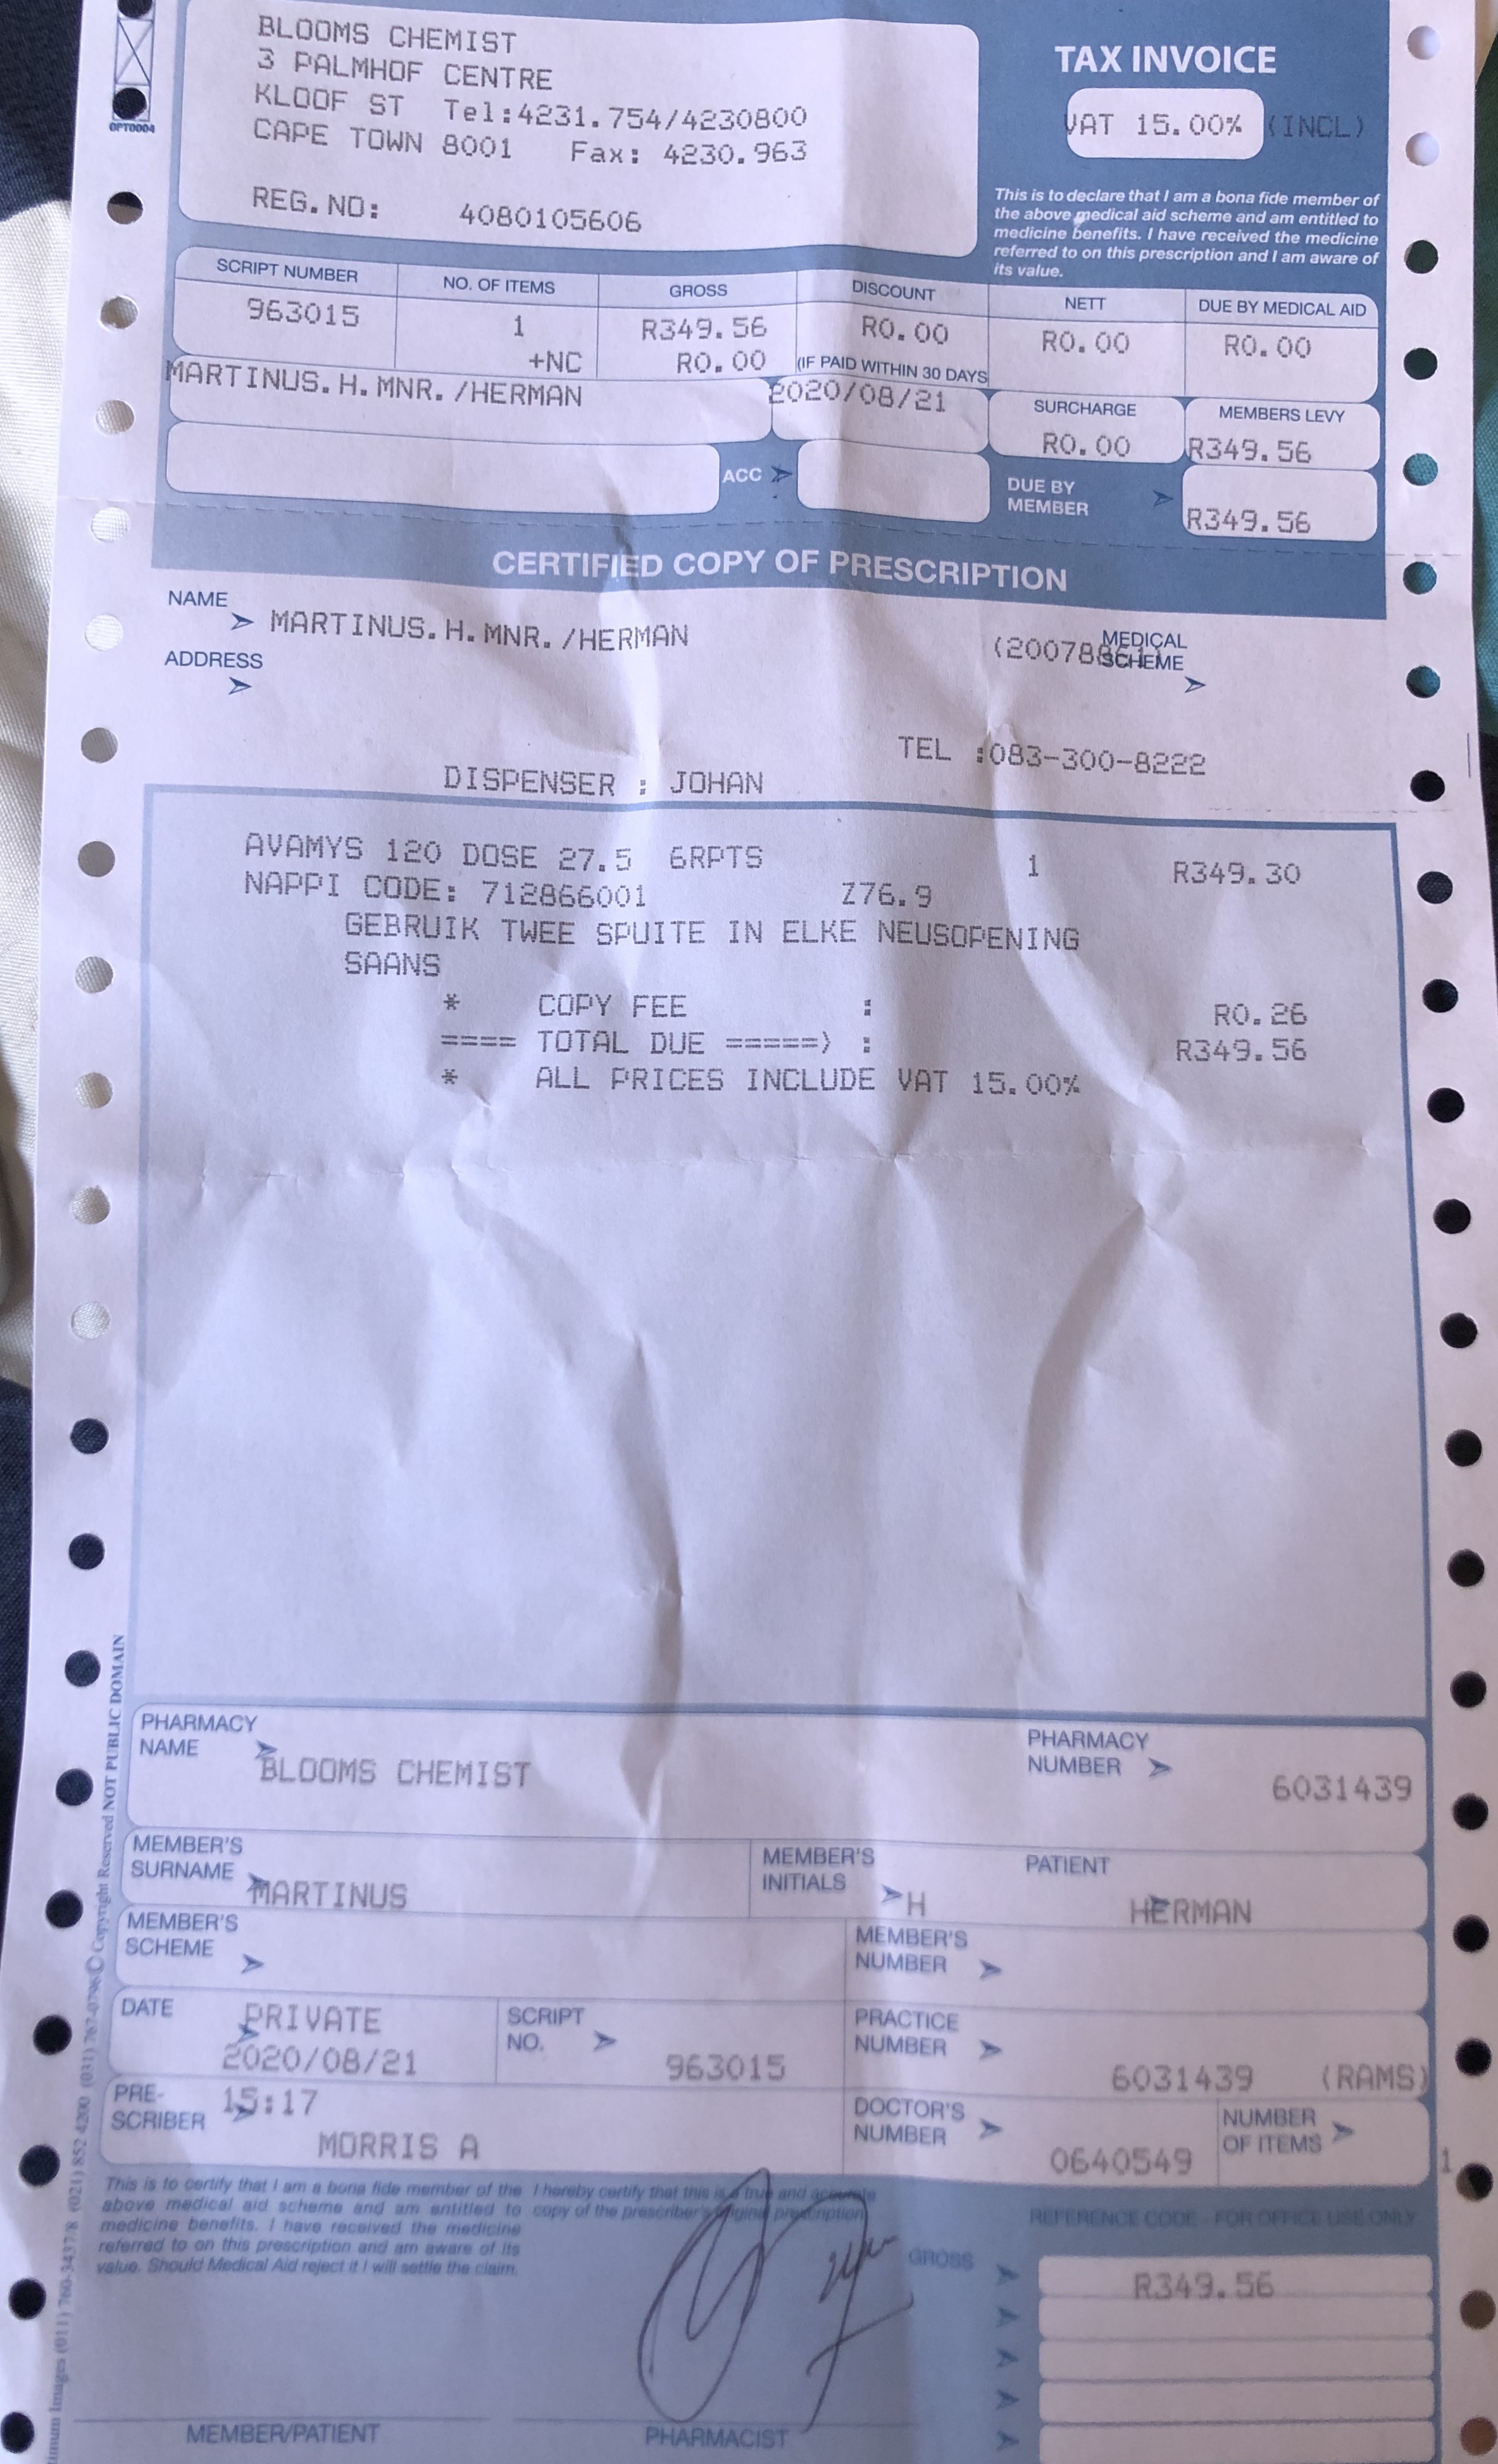 OPT0004
BLOOMS CHEMIST
3 PALMHOF CENTRE
KLOOF ST Tel:4231.754/4230800
CAPE TOWN 8001 Fax: 4230.963
REG.NO: 4080105606
TAX INVOICE
VAT 15.00% (INCL)
This is to declare that I am a bona fide member of
the above medical aid scheme and am entitled to
medicine benefits. I have received the medicine
referred to on this prescription and I am aware of
its value.
SCRIPT NUMBER NO. OF ITEMS GROSS DISCOUNT NETT DUE BY MEDICAL AID
963015 1 R349.56 R0.00 R0.00 R0.00
+NC R0.00 (IF PAID WITHIN 30 DAYS
MARTINUS.H.MNR./HERMAN 2020/08/21
SURCHARGE MEMBERS LEVY
R0.00 R349.56
ACC
DUE BY
MEMBER R349.56
CERTIFIED COPY OF PRESCRIPTION
NAME MARTINUS.H.MNR./HERMAN
MEDICAL
SCHEME
ADDRESS
TEL :083-300-8222
DISPENSER : JOHAN
AVAMYS 120 DOSE 27.5 6RPTS 1 R349.30
NAPPI CODE: 712866001 Z76.9
GEBRUIK TWEE SPUITE IN ELKE NEUSOPENING
SAANS
* COPY FEE : R0.26
==== TOTAL DUE =====) : R349.56
* ALL PRICES INCLUDE VAT 15.00%
PHARMACY
NAME BLOOMS CHEMIST
PHARMACY
NUMBER 6031439
MEMBER'S
SURNAME MARTINUS
MEMBER'S
INITIALS H
PATIENT HERMAN
MEMBER'S
SCHEME
MEMBER'S
NUMBER
DATE PRIVATE
2020/08/21
SCRIPT
NO. 963015
PRACTICE
NUMBER 6031439 (RAMS)
PRE-
SCRIBER 15:17
MORRIS A
DOCTOR'S
NUMBER 0640549
NUMBER
OF ITEMS 1
This is to certify that I am a bona fide member of the
above medical aid scheme and am entitled to
medicine benefits. I have received the medicine
referred to on this prescription and am aware of its
value. Should Medical Aid reject it I will settle the claim.
I hereby certify that this is a true and accurate
copy of the prescriber's original prescription
REFERENCE CODE - FOR OFFICE USE ONLY
GROSS R349.56
MEMBER/PATIENT PHARMACIST
Copyright Reserved NOT PUBLIC DOMAIN